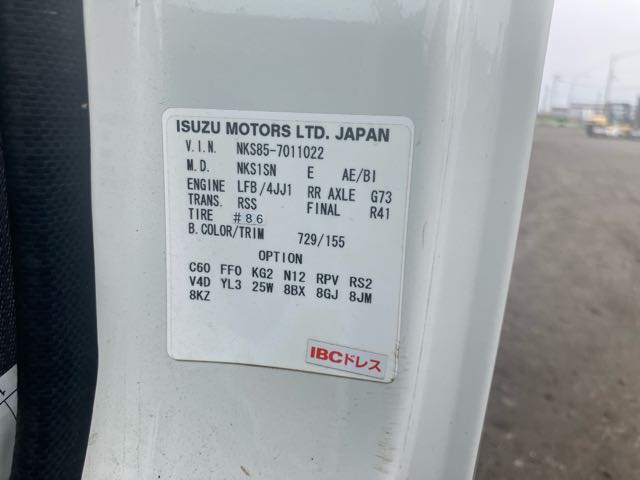 ISUZU MOTORS LTD. JAPAN
V.I.N. NKS85-7011022
M.D. NKS1SN E AE/BI
ENGINE LFB/4JJ1 RR AXLE G73
TRANS. RSS FINAL R41
TIRE #86
B.COLOR/TRIM 729/155
OPTION
C60 FF0 KG2 N12 RPV RS2
V4D YL3 25W 8BX 8GJ 8JM
8KZ
IBCドレス